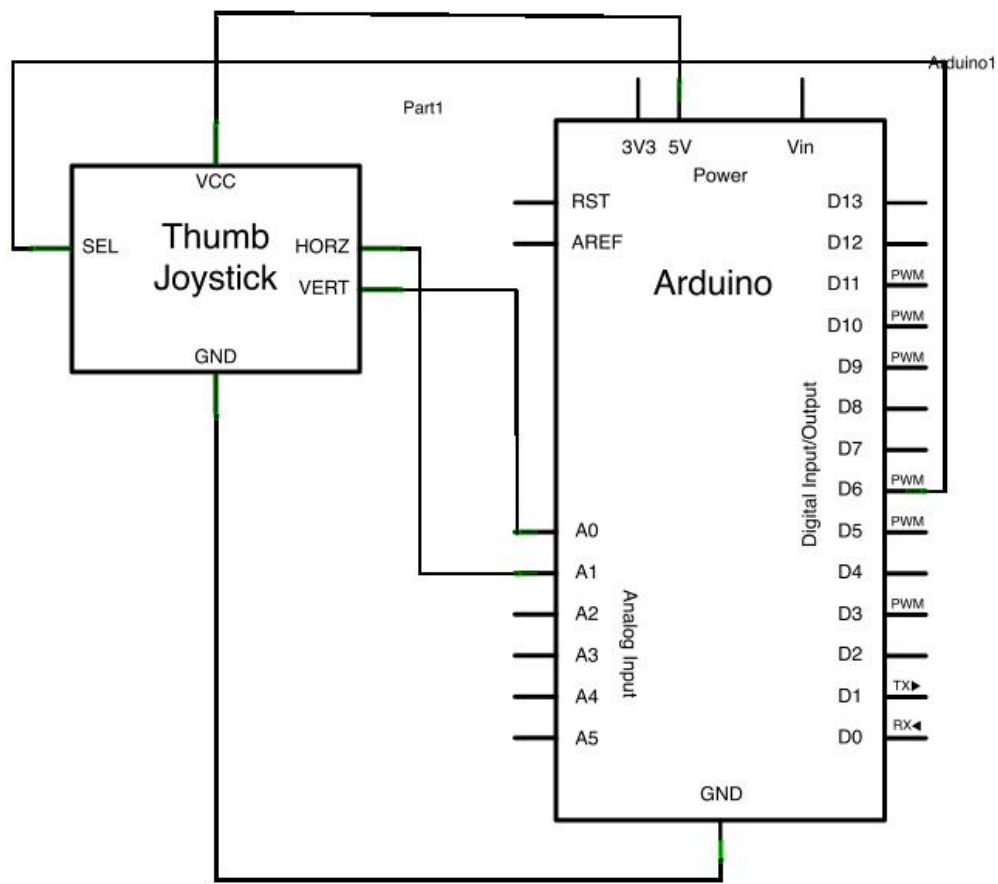 Arduino1
Part1
3V3 5V Vin
Power
VCC
SEL
Thumb
Joystick
HORZ
VERT
GND
RST
AREF
Arduino
D13
D12
D11 PWM
D10 PWM
D9 PWM
D8
D7
D6 PWM
D5 PWM
D4
D3 PWM
D2
D1 TX▶
D0 RX◀
Digital Input/Output
A0
A1
A2
A3
A4
A5
Analog Input
GND